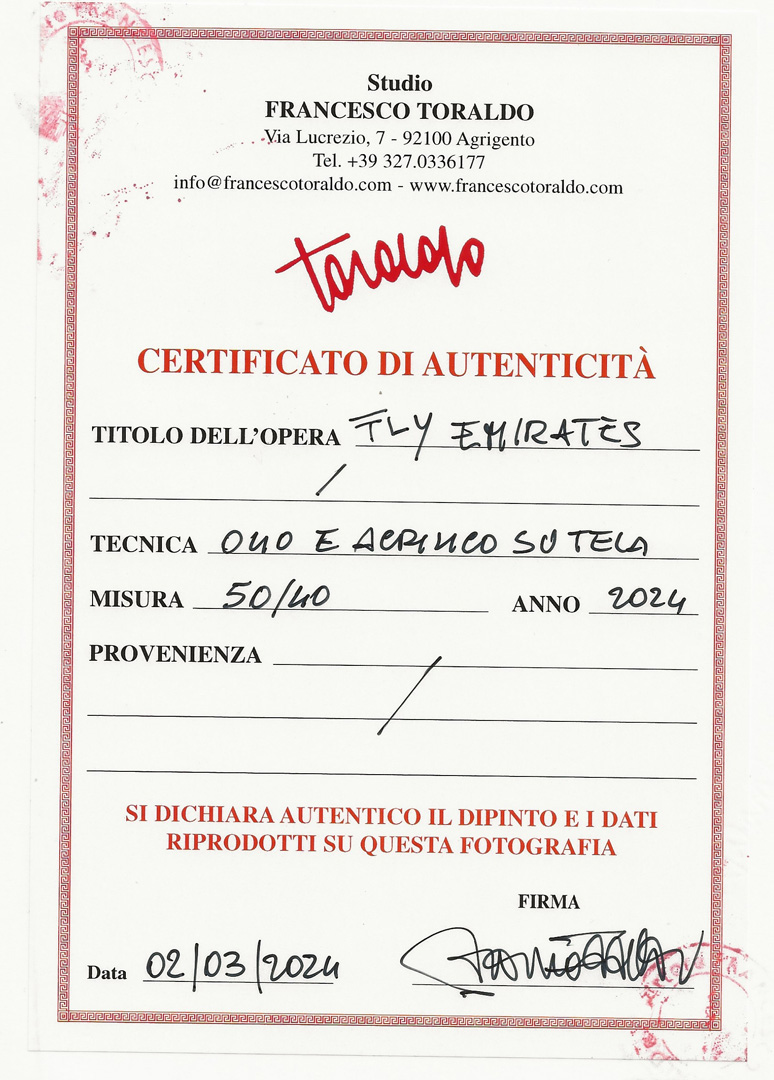 Studio
FRANCESCO TORALDO
Via Lucrezio, 7 - 92100 Agrigento
Tel. +39 327.0336177
info@francescotoraldo.com - www.francescotoraldo.com
toraldo
CERTIFICATO DI AUTENTICITÀ
TITOLO DELL'OPERA FLY EMIRATES
/
TECNICA OLIO E ACRILICO SU TELA
MISURA 50/40 ANNO 2024
PROVENIENZA /
SI DICHIARA AUTENTICO IL DIPINTO E I DATI
RIPRODOTTI SU QUESTA FOTOGRAFIA
FIRMA
Data 02/03/2024